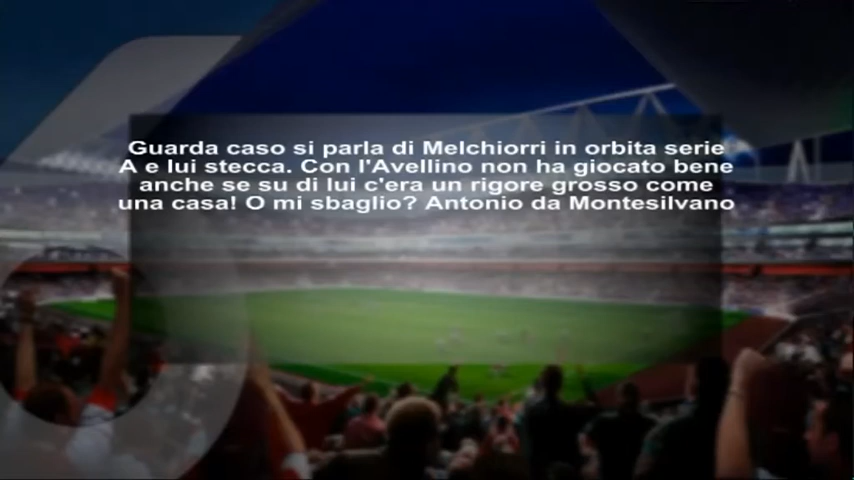 Guarda caso si parla di Melchiorri in orbita serie
A e lui stecca. Con l'Avellino non ha giocato bene
anche se su di lui c'era un rigore grosso come
una casa! O mi sbaglio? Antonio da Montesilvano